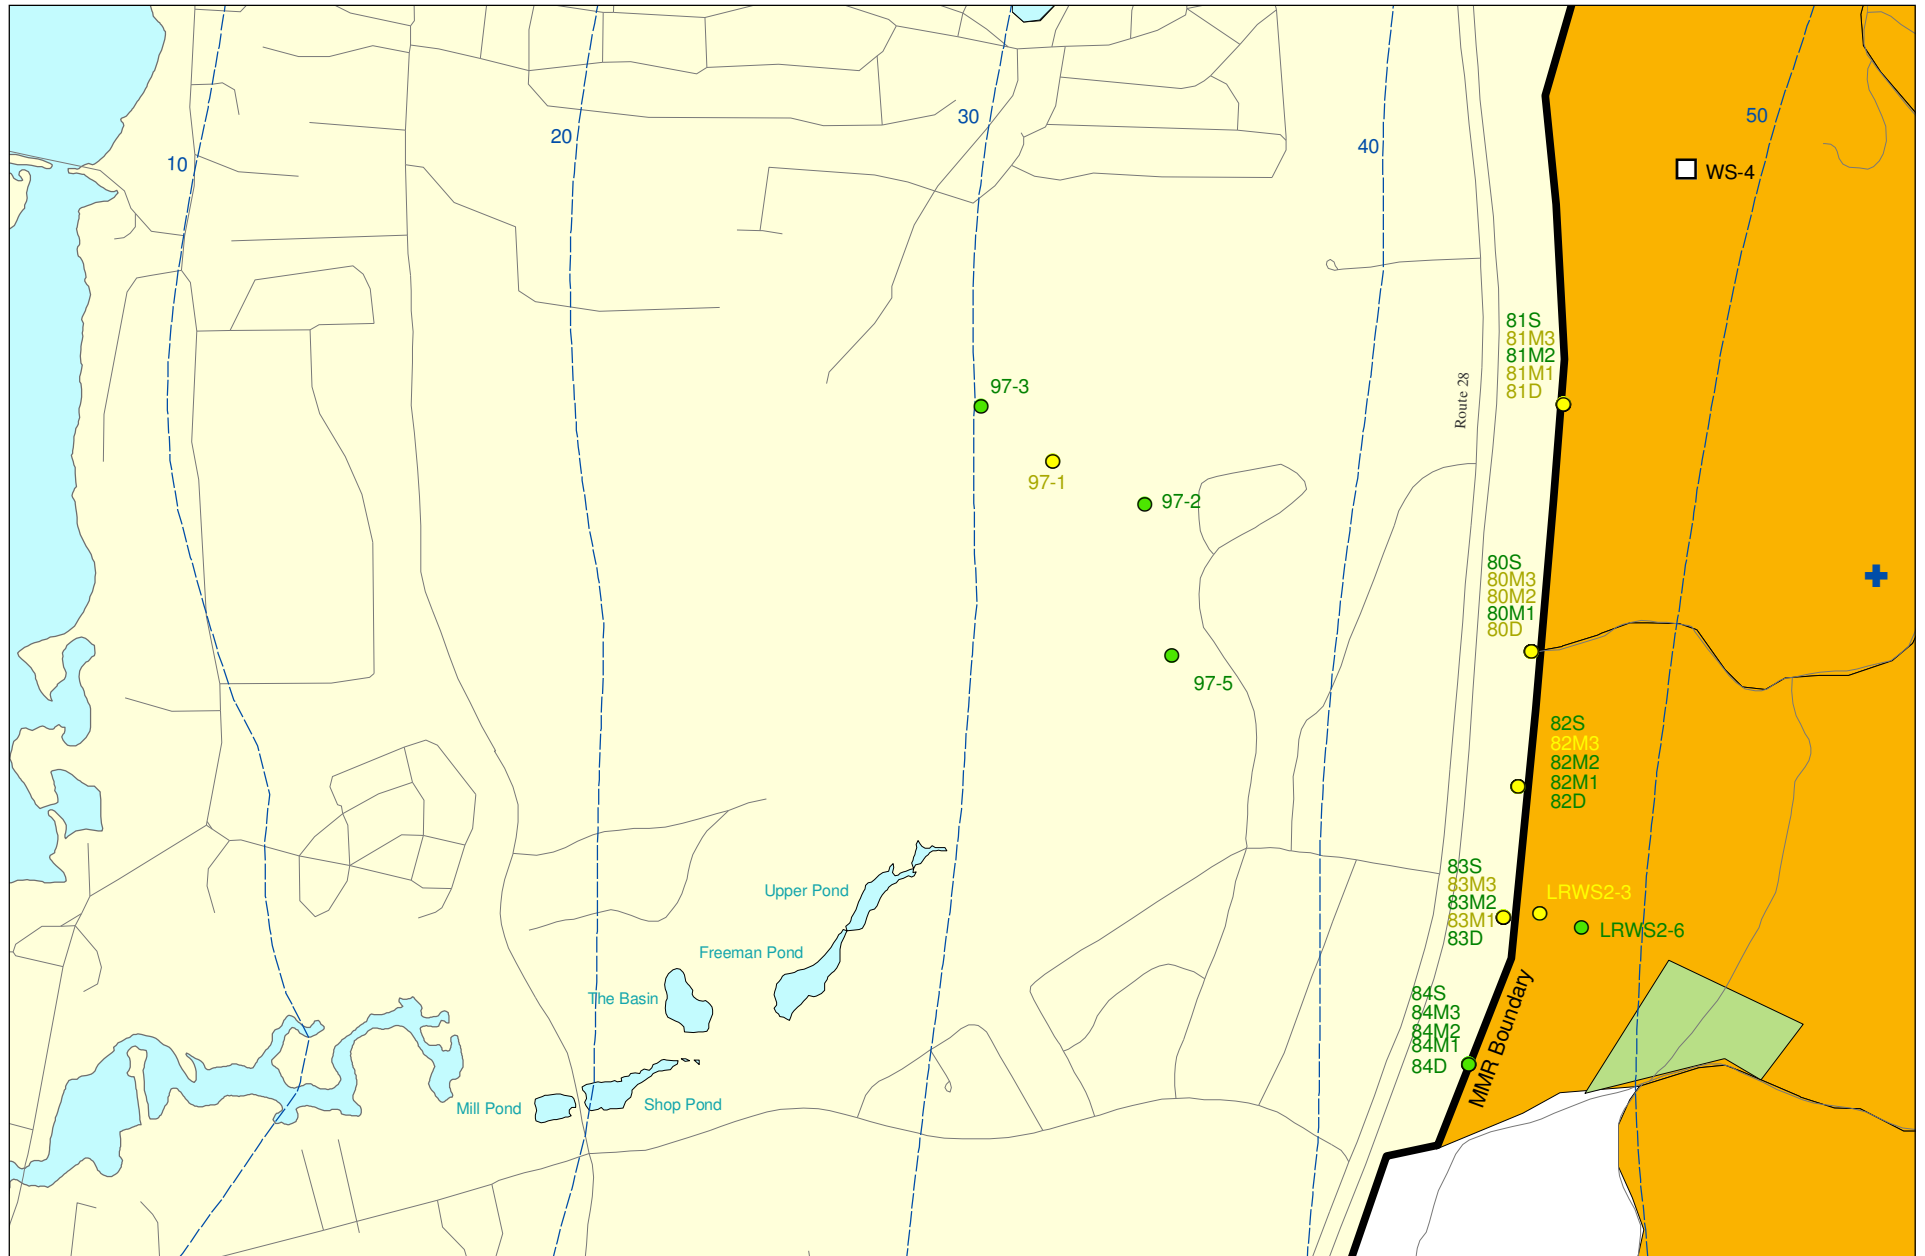 10
20
30
40
50
WS-4
81S
81M3
81M2
81M1
81D
Route 28
97-3
97-1
97-2
97-5
80S
80M3
80M2
80M1
80D
82S
82M3
82M2
82M1
82D
83S
83M3
83M2
83M1
83D
LRWS2-3
LRWS2-6
Upper Pond
Freeman Pond
The Basin
Mill Pond
Shop Pond
84S
84M3
84M2
84M1
84D
MMR Boundary